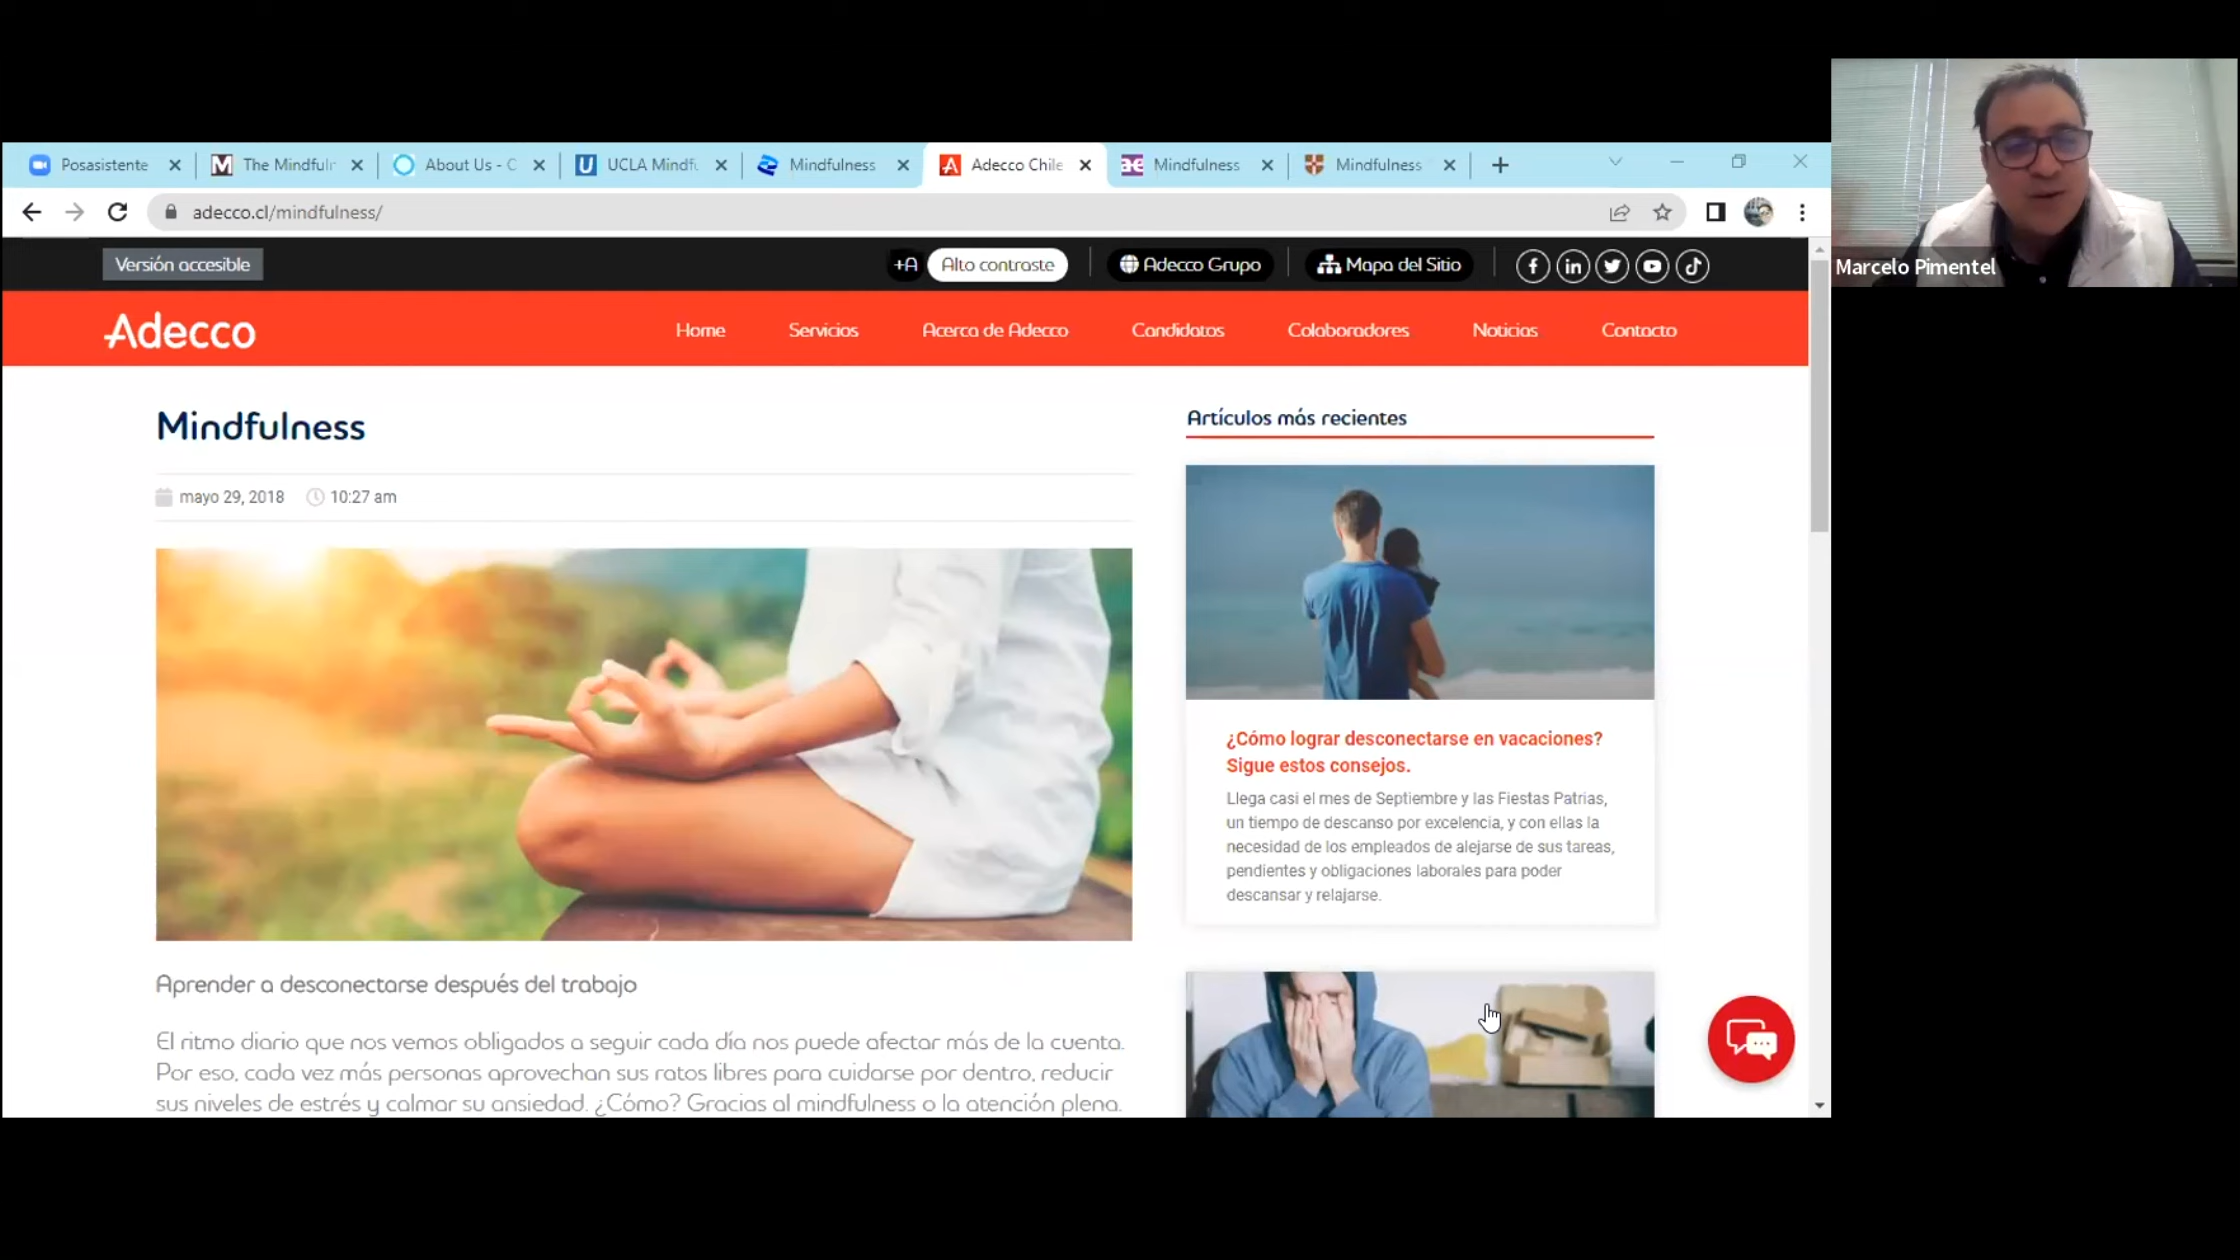 Posasistente
The Mindfuln
About Us - C
UCLA Mindfu
Mindfulness
Adecco Chile
Mindfulness
Mindfulness
adecco.cl/mindfulness/
Versión accesible
+A
Alto contraste
Adecco Grupo
Mapa del Sitio
Marcelo Pimentel
Adecco
Home
Servicios
Acerca de Adecco
Candidatos
Colaboradores
Noticias
Contacto
Mindfulness
mayo 29, 2018
10:27 am
Aprender a desconectarse después del trabajo
El ritmo diario que nos vemos obligados a seguir cada día nos puede afectar más de la cuenta.
Por eso, cada vez más personas aprovechan sus ratos libres para cuidarse por dentro, reducir
sus niveles de estrés y calmar su ansiedad. ¿Cómo? Gracias al mindfulness o la atención plena.
Artículos más recientes
¿Cómo lograr desconectarse en vacaciones?
Sigue estos consejos.
Llega casi el mes de Septiembre y las Fiestas Patrias,
un tiempo de descanso por excelencia, y con ellas la
necesidad de los empleados de alejarse de sus tareas,
pendientes y obligaciones laborales para poder
descansar y relajarse.